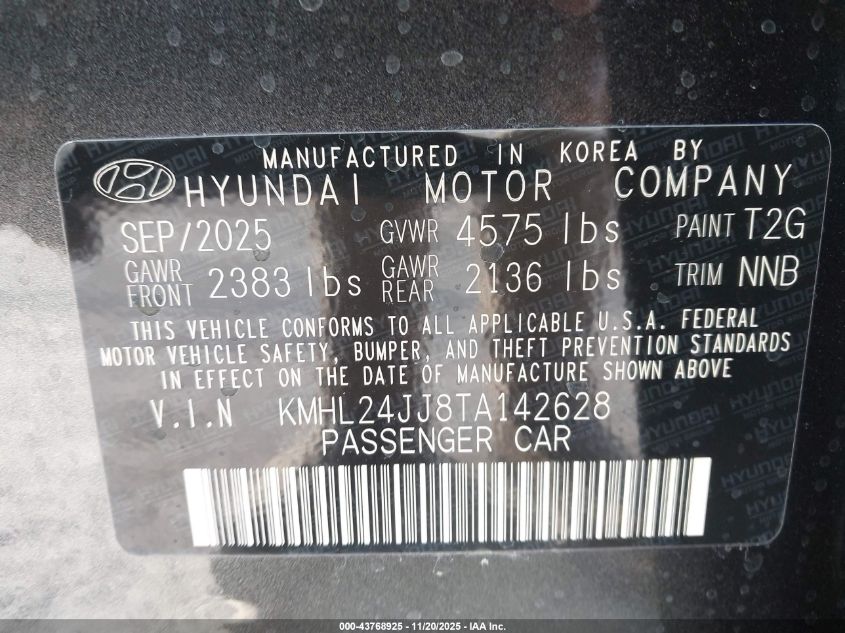 MANUFACTURED IN KOREA BY
HYUNDAI MOTOR COMPANY
SEP/2025 GVWR 4575 lbs PAINT T2G
GAWR FRONT 2383 lbs GAWR REAR 2136 lbs TRIM NNB
THIS VEHICLE CONFORMS TO ALL APPLICABLE U.S.A. FEDERAL
MOTOR VEHICLE SAFETY, BUMPER, AND THEFT PREVENTION STANDARDS
IN EFFECT ON THE DATE OF MANUFACTURE SHOWN ABOVE
V.I.N KMHL24JJ8TA142628
PASSENGER CAR
000-43768925 - 11/20/2025 - IAA Inc.